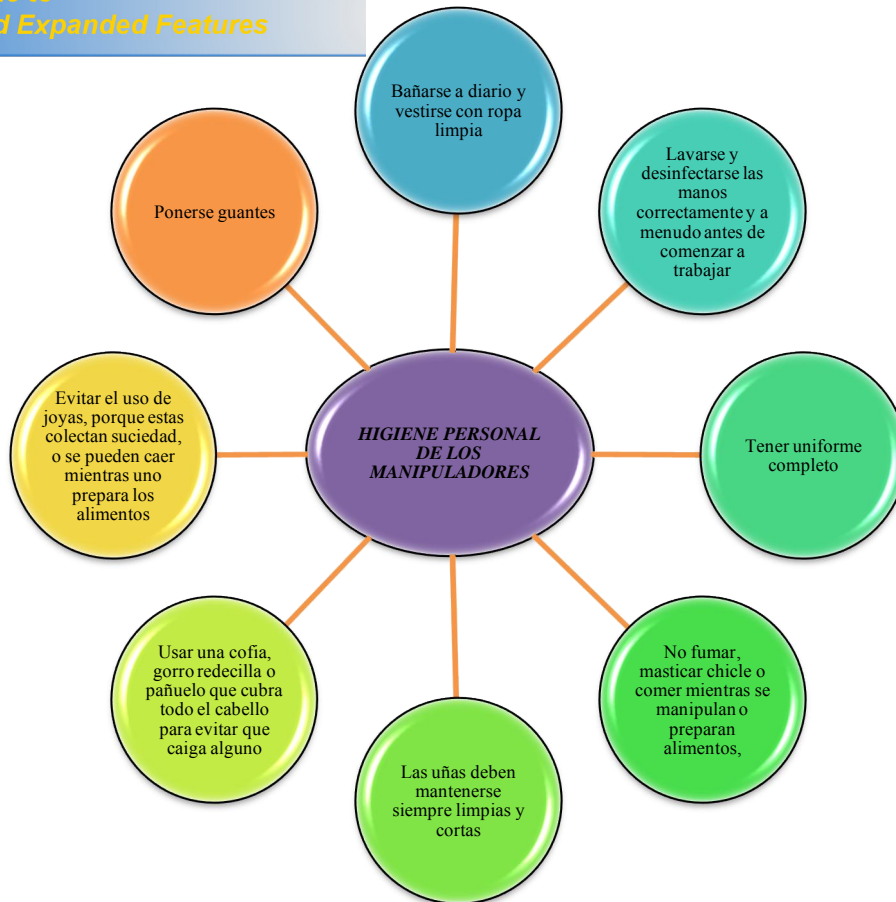 d Expanded Features
Bañarse a diario y
vestirse con ropa
limpia
Lavarse y
desinfectarse las
manos
correctamente y a
menudo antes de
comenzar a
trabajar
Tener uniforme
completo
No fumar,
masticar chicle o
comer mientras se
manipulan o
preparan
alimentos,
Las uñas deben
mantenerse
siempre limpias y
cortas
Usar una cofia,
gorro redecilla o
pañuelo que cubra
todo el cabello
para evitar que
caiga alguno
Evitar el uso de
joyas, porque estas
colectan suciedad,
o se pueden caer
mientras uno
prepara los
alimentos
Ponerse guantes
HIGIENE PERSONAL
DE LOS
MANIPULADORES